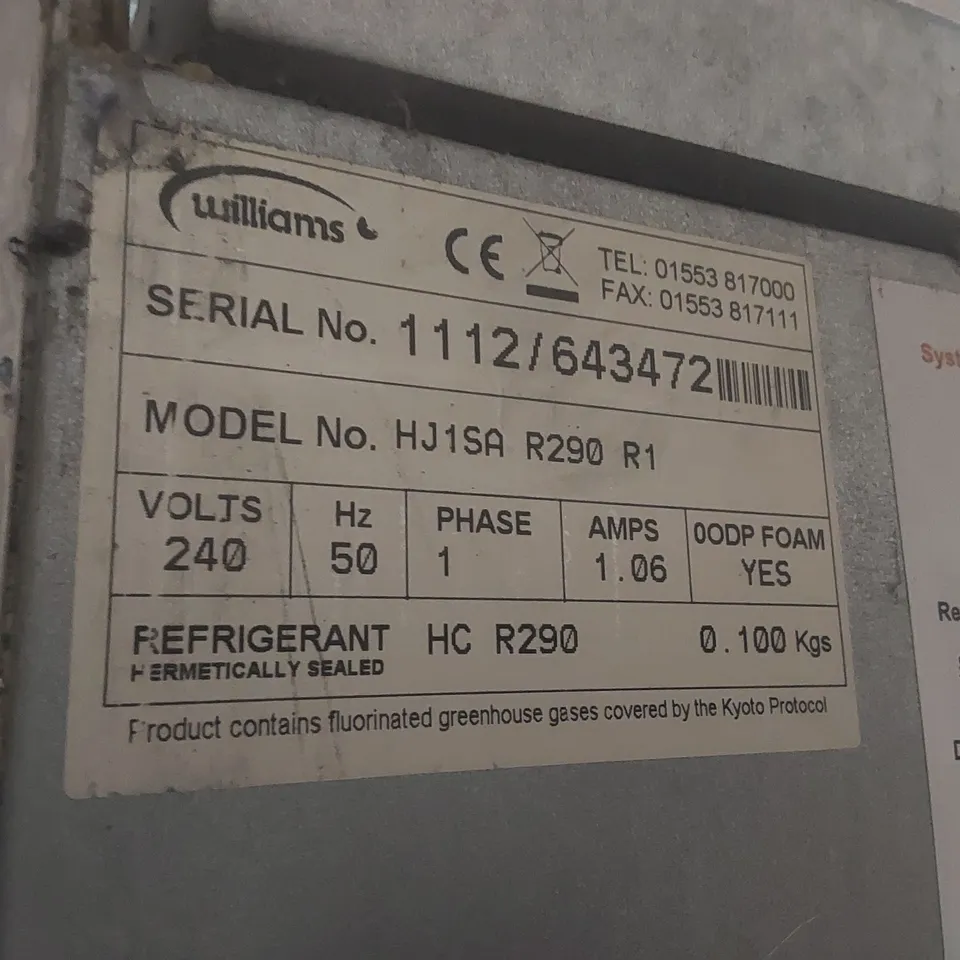 williams
CE
TEL: 01553 817000
FAX: 01553 817111
SERIAL No. 1112/643472
MODEL No. HJ1SA R290 R1
VOLTS Hz PHASE AMPS 0ODP FOAM
240 50 1 1.06 YES
REFRIGERANT HC R290 0.100 Kgs
HERMETICALLY SEALED
Product contains fluorinated greenhouse gases covered by the Kyoto Protocol